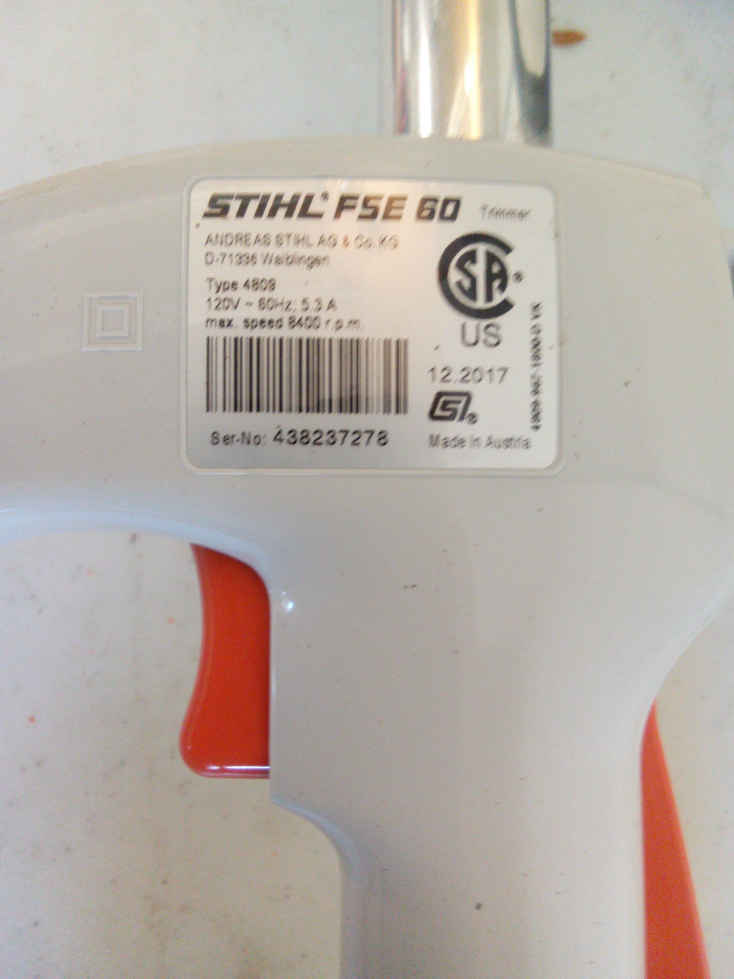 STIHL® FSE 60 Trimmer
ANDREAS STIHL AG & Co. KG
D-71336 Waiblingen
Type 4809
120V ~ 60Hz; 5.3 A
max. speed 8400 r.p.m.
SA®
US
12.2017
®
Ser-No: 438237278
Made in Austria